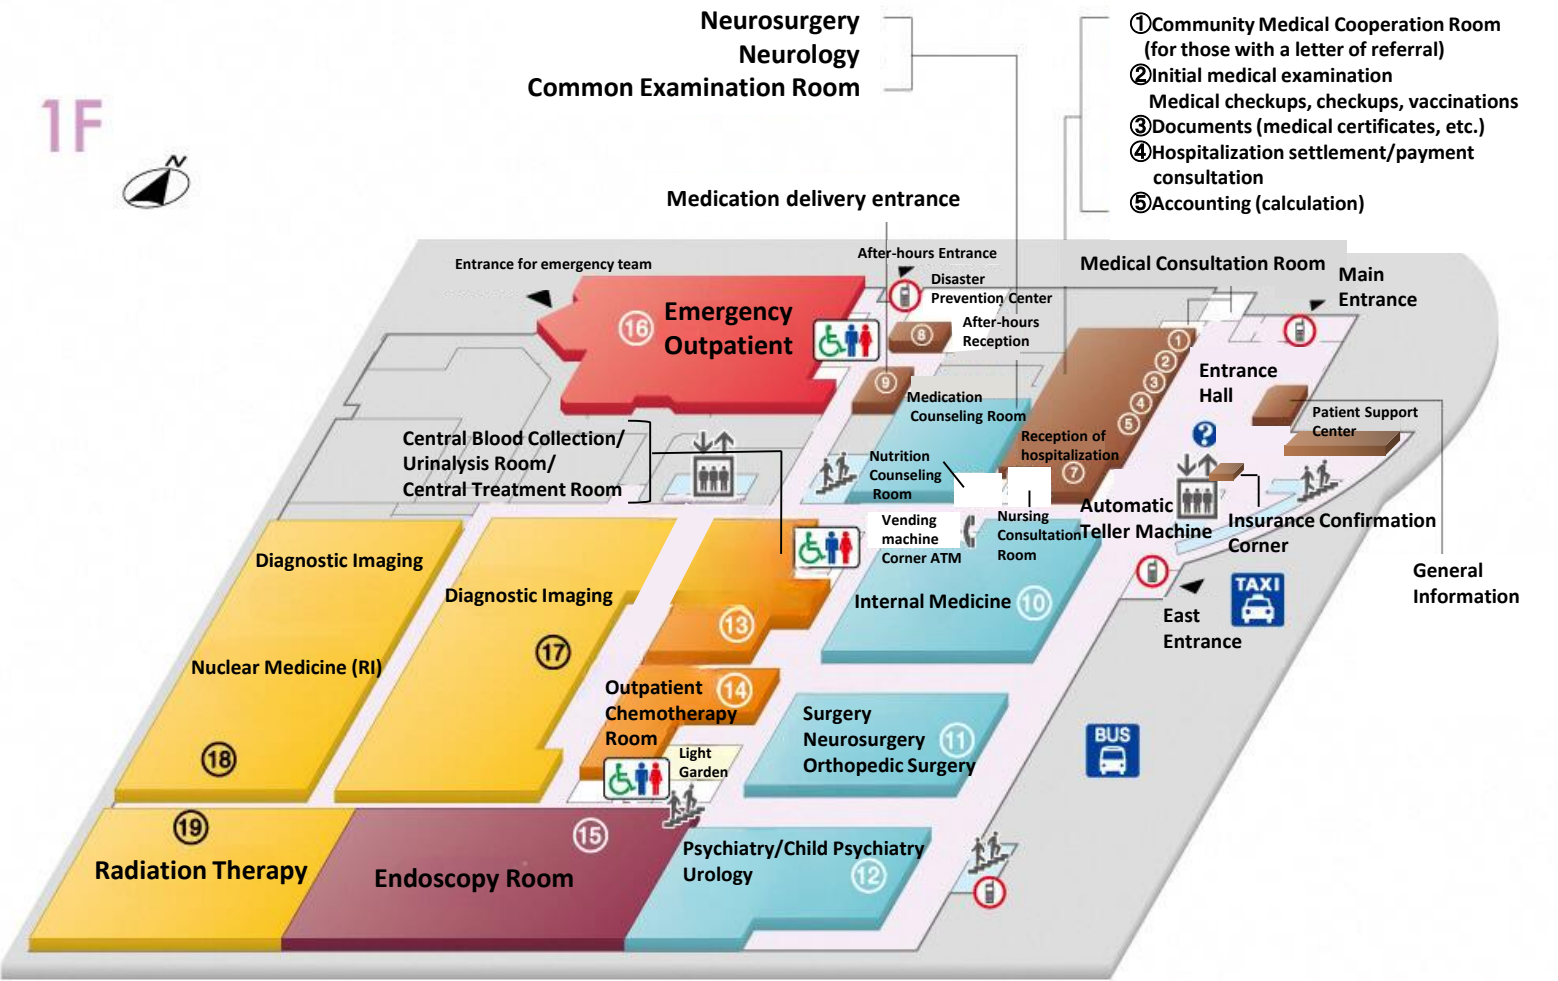 Neurosurgery
Neurology
Common Examination Room
①Community Medical Cooperation Room
(for those with a letter of referral)
②Initial medical examination
Medical checkups, checkups, vaccinations
③Documents (medical certificates, etc.)
④Hospitalization settlement/payment
consultation
⑤Accounting (calculation)
1F
N
Medication delivery entrance
Entrance for emergency team
After-hours Entrance
Medical Consultation Room
Main
Entrance
Disaster
Prevention Center
16
Emergency
Outpatient
8
After-hours
Reception
1
2
3
4
5
9
Entrance
Hall
Medication
Counseling Room
Patient Support
Center
Central Blood Collection/
Urinalysis Room/
Central Treatment Room
Reception of
hospitalization
7
?
Nutrition
Counseling
Room
Automatic
Teller Machine
Vending
machine
Corner ATM
Nursing
Consultation
Room
Insurance Confirmation
Corner
General
Information
Diagnostic Imaging
Diagnostic Imaging
Internal Medicine
10
TAXI
East
Entrance
13
17
Nuclear Medicine (RI)
18
Outpatient
Chemotherapy
Room
14
Surgery
Neurosurgery
Orthopedic Surgery
11
BUS
Light
Garden
19
Radiation Therapy
15
Endoscopy Room
Psychiatry/Child Psychiatry
Urology
12